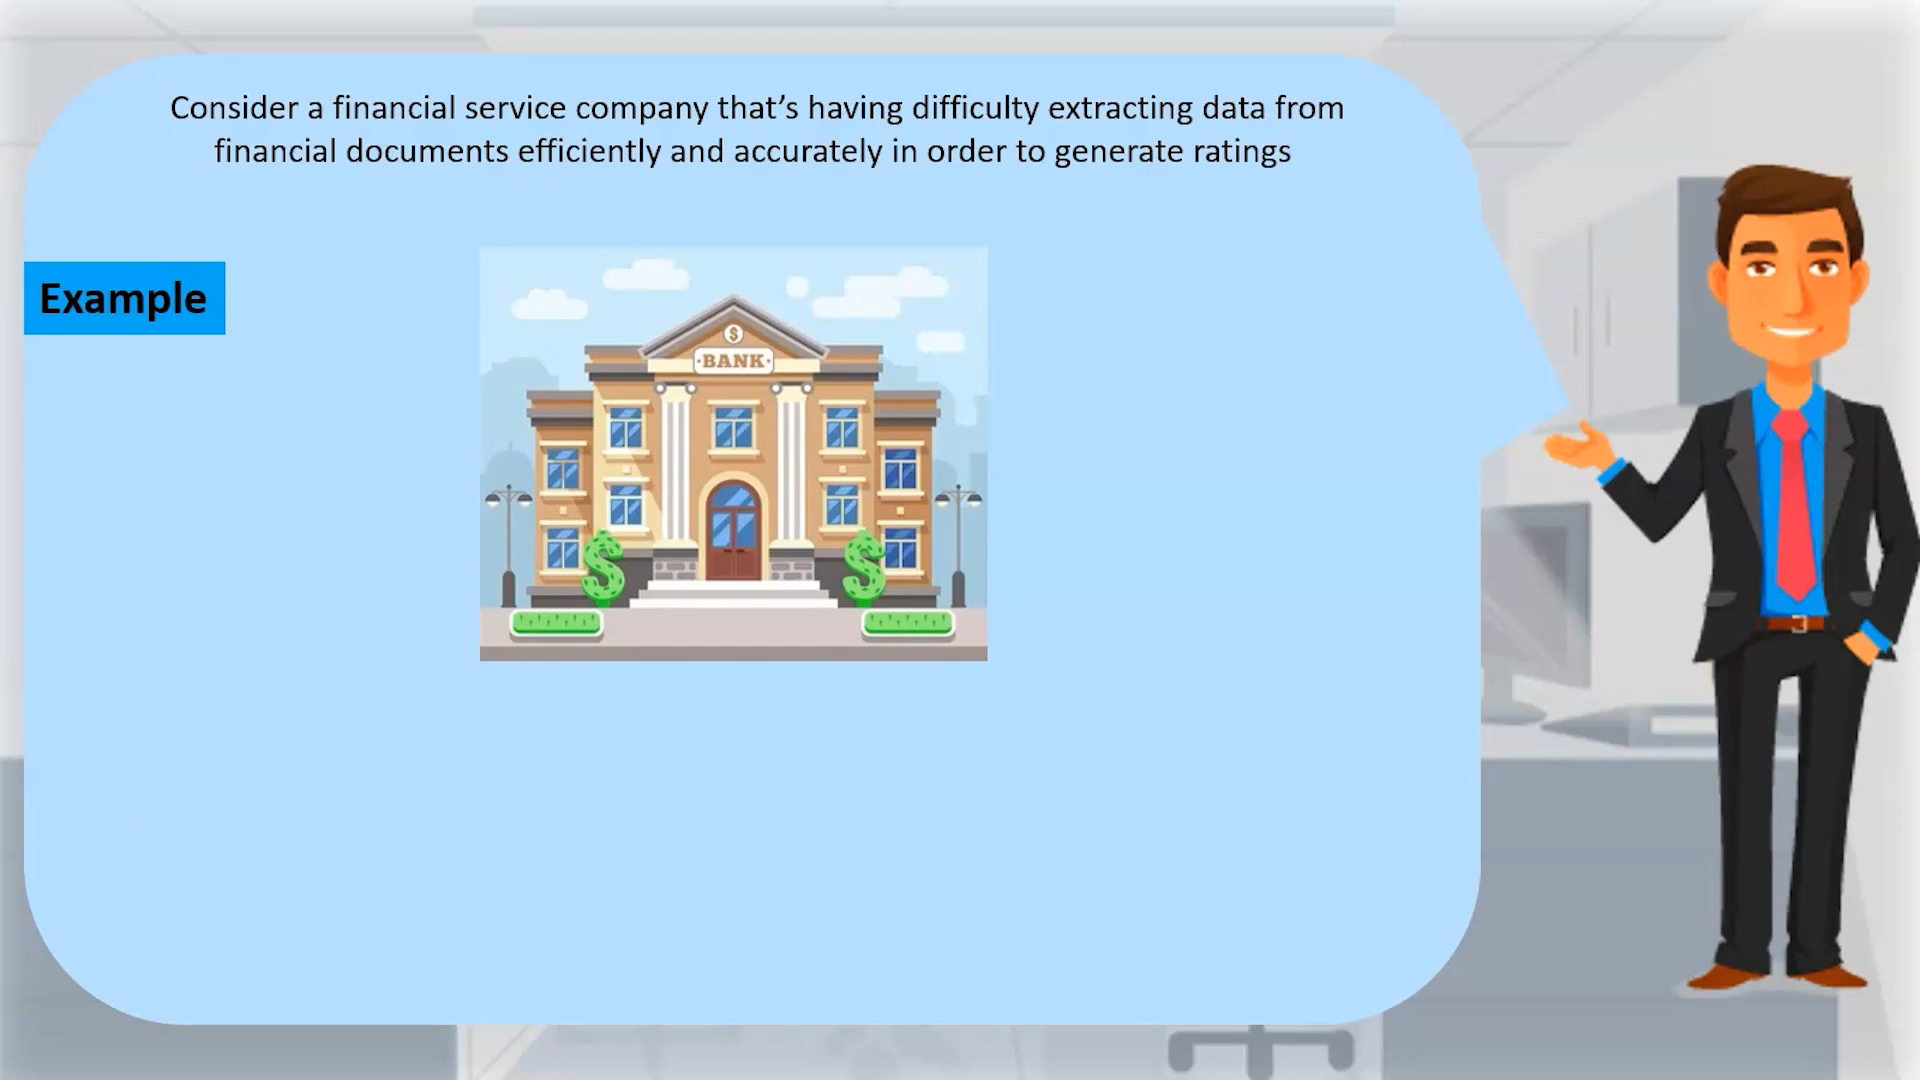 Consider a financial service company that's having difficulty extracting data from
financial documents efficiently and accurately in order to generate ratings
Example
$
·BANK·
$ $